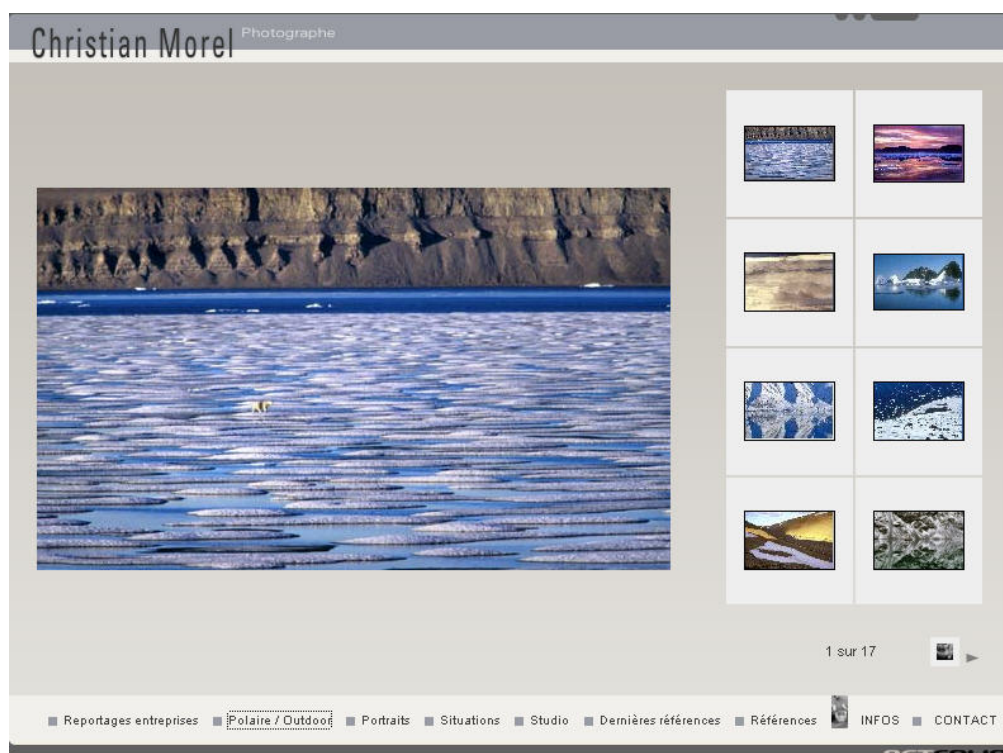 Christian Morel Photographe
1 sur 17
Reportages entreprises Polaire / Outdoor Portraits Situations Studio Dernières références Références INFOS CONTACT